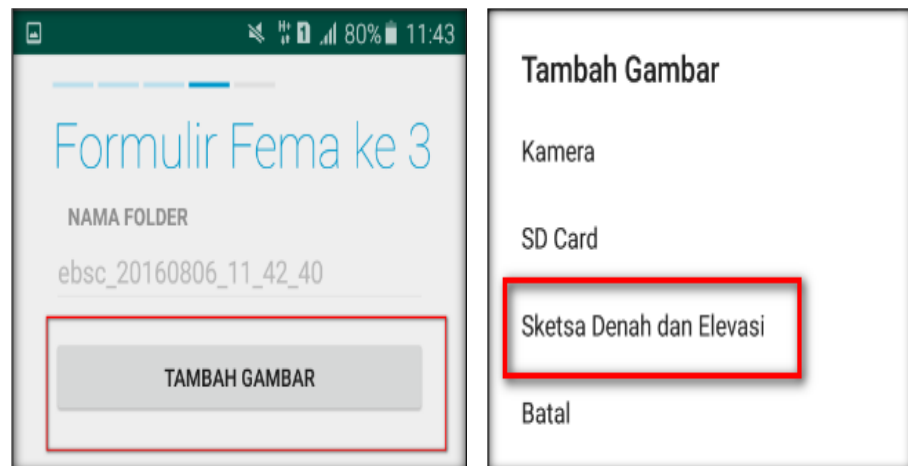 H+ 1 80% 11:43
Formulir Fema ke 3
NAMA FOLDER
ebsc_20160806_11_42_40
TAMBAH GAMBAR
Tambah Gambar
Kamera
SD Card
Sketsa Denah dan Elevasi
Batal